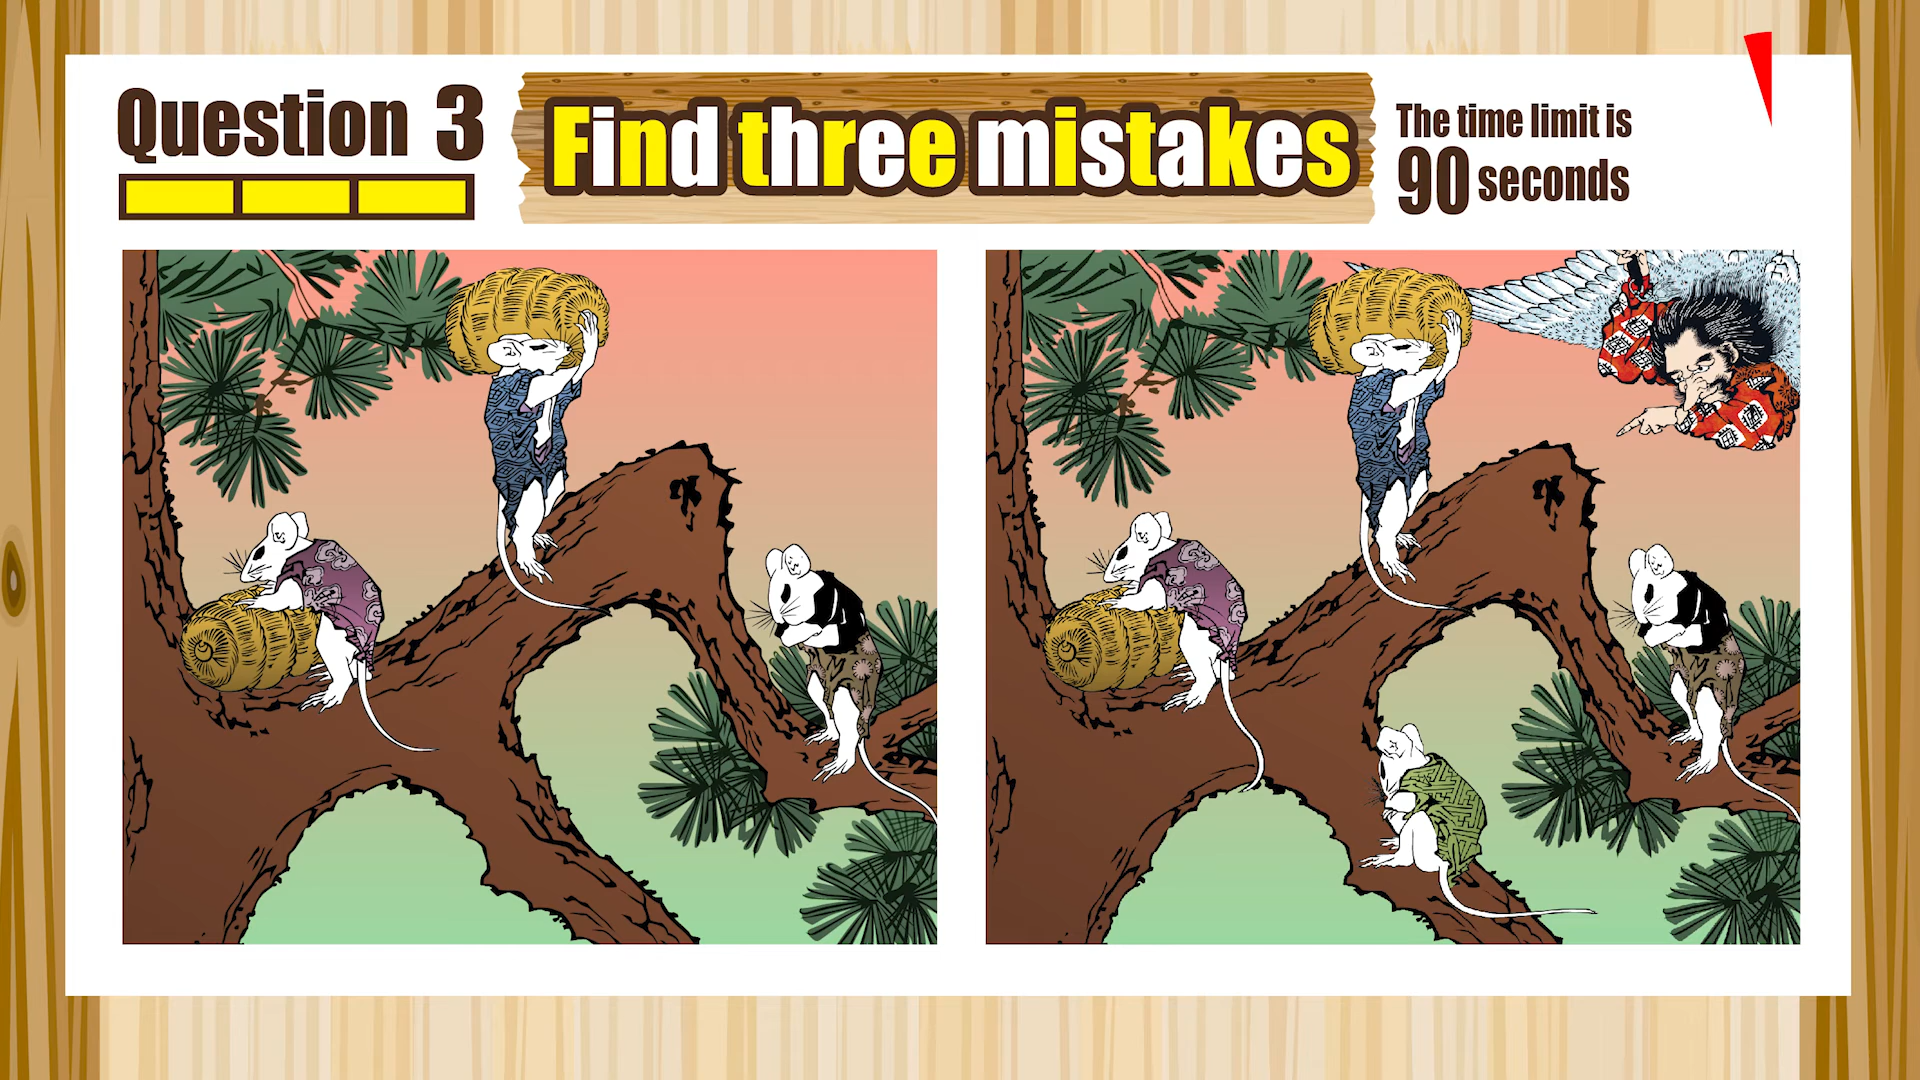 Question 3
Find three mistakes
The time limit is
90 seconds